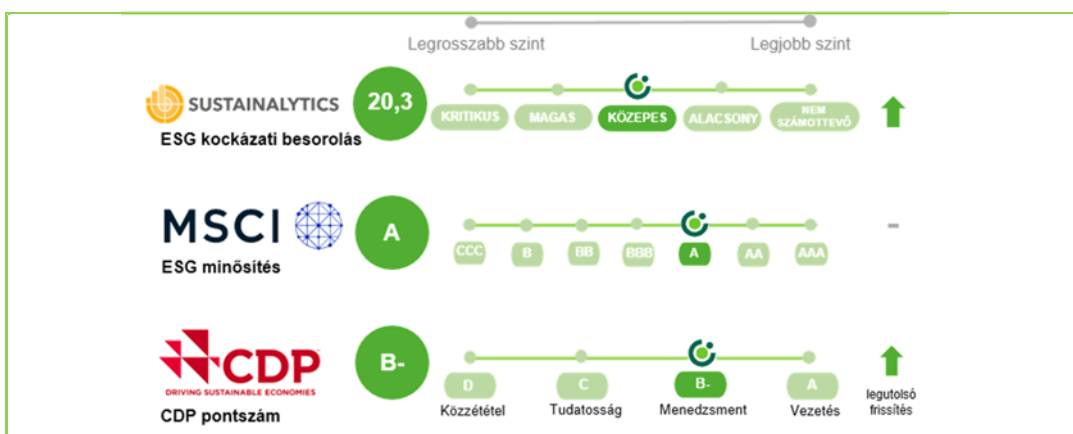 Legrosszabb szint
Legjobb szint
SUSTAINALYTICS
ESG kockázati besorolás
20,3
KRITIKUS
MAGAS
KÖZEPES
ALACSONY
NEM
SZÁMOTTEVŐ
MSCI
ESG minősítés
A
CCC
B
BB
BBB
A
AA
AAA
-
CDP
DRIVING SUSTAINABLE ECONOMIES
CDP pontszám
B-
D
C
B-
A
Közzététel
Tudatosság
Menedzsment
Vezetés
legutolsó
frissítés